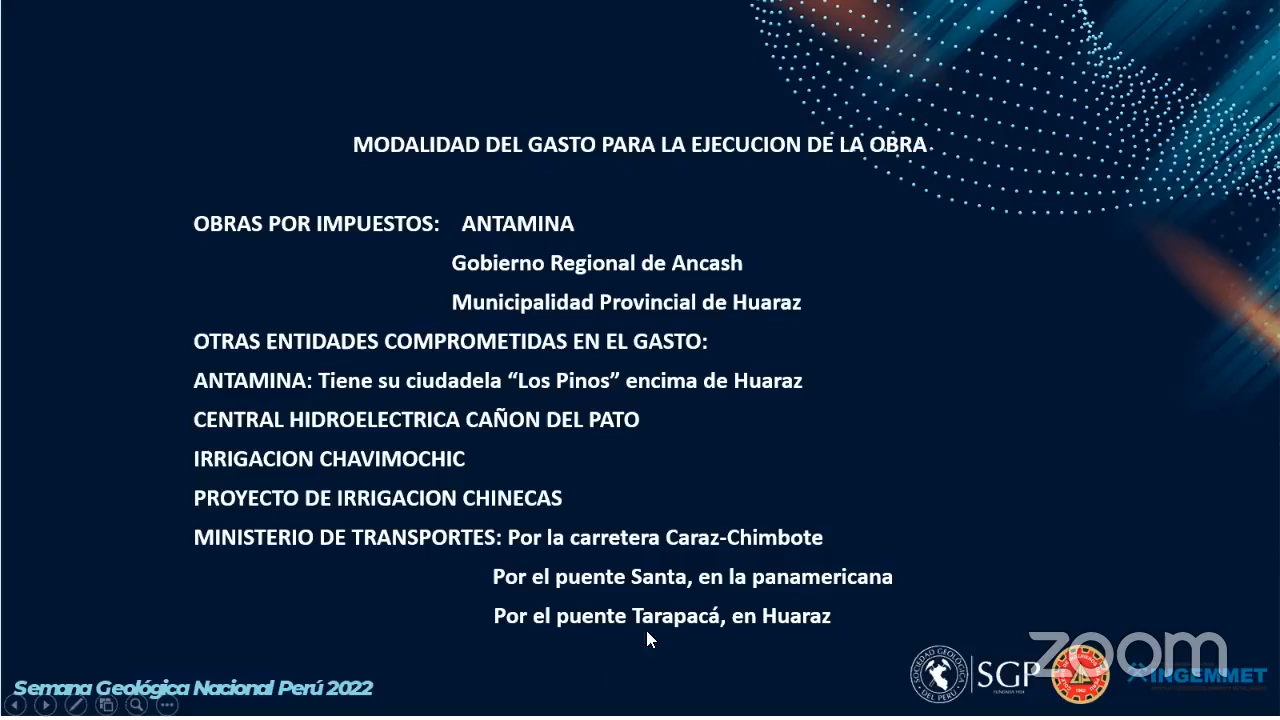 MODALIDAD DEL GASTO PARA LA EJECUCION DE LA OBRA
OBRAS POR IMPUESTOS: ANTAMINA
Gobierno Regional de Ancash
Municipalidad Provincial de Huaraz
OTRAS ENTIDADES COMPROMETIDAS EN EL GASTO:
ANTAMINA: Tiene su ciudadela “Los Pinos” encima de Huaraz
CENTRAL HIDROELECTRICA CAÑON DEL PATO
IRRIGACION CHAVIMOCHIC
PROYECTO DE IRRIGACION CHINECAS
MINISTERIO DE TRANSPORTES: Por la carretera Caraz-Chimbote
Por el puente Santa, en la panamericana
Por el puente Tarapacá, en Huaraz
zoom
SOCIEDAD GEOLÓGICA DEL PERÚ
SGP
INGEMMET
Semana Geológica Nacional Perú 2022